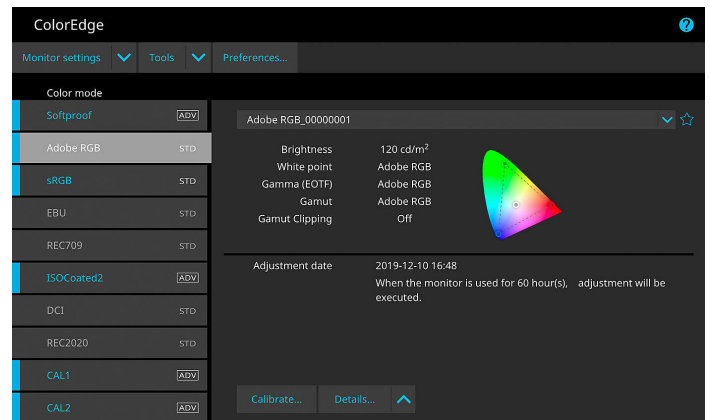 ColorEdge
?
Monitor settings Tools Preferences...
Color mode
Softproof ADV
Adobe RGB STD
sRGB STD
EBU STD
REC709 STD
ISOCoated2 ADV
DCI STD
REC2020 STD
CAL1 ADV
CAL2 ADV
Adobe RGB_00000001
Brightness 120 cd/m²
White point Adobe RGB
Gamma (EOTF) Adobe RGB
Gamut Adobe RGB
Gamut Clipping Off
Adjustment date 2019-12-10 16:48
When the monitor is used for 60 hour(s), adjustment will be
executed.
Calibrate... Details...